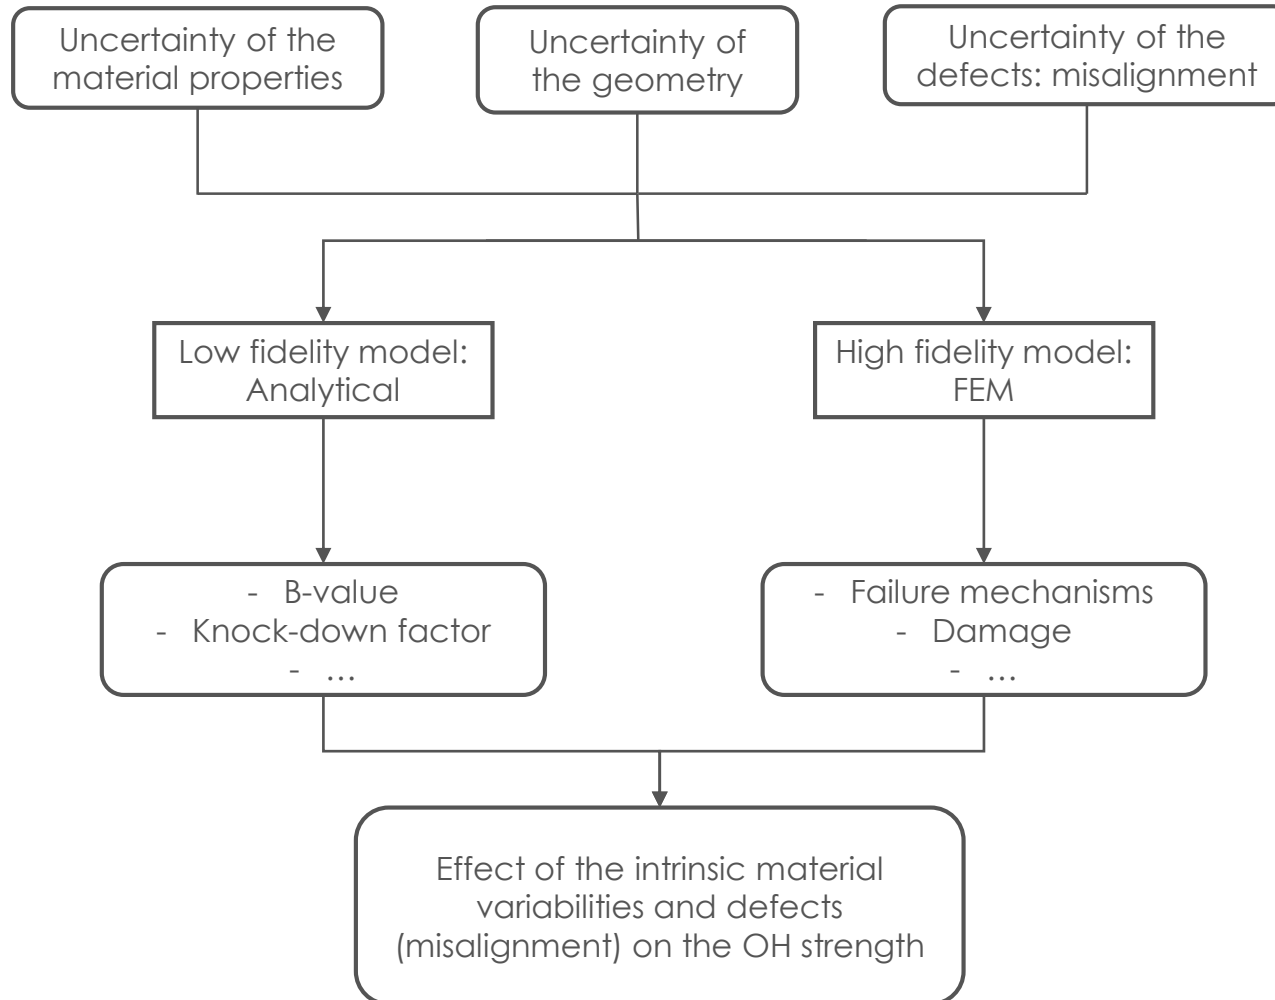 Uncertainty of the
material properties
Uncertainty of
the geometry
Uncertainty of the
defects: misalignment
Low fidelity model:
Analytical
High fidelity model:
FEM
- B-value
- Knock-down factor
- ...
- Failure mechanisms
- Damage
- ...
Effect of the intrinsic material
variabilities and defects
(misalignment) on the OH strength